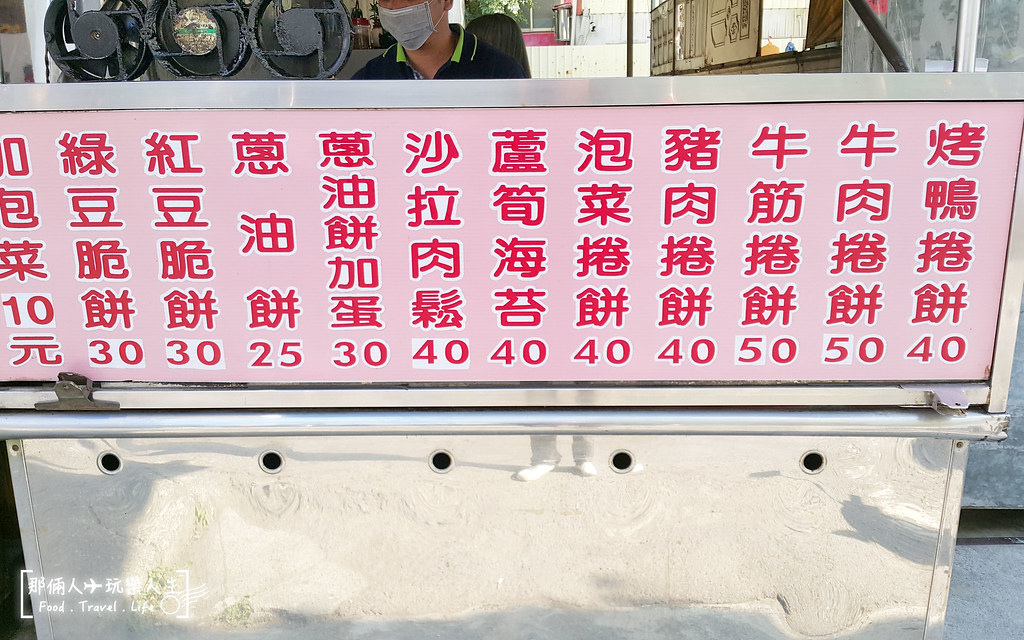 烤鴨捲餅 40
牛肉捲餅 50
牛筋捲餅 50
豬肉捲餅 40
泡菜捲餅 40
蘆筍海苔 40
沙拉肉鬆 40
蔥油餅加蛋 30
蔥油餅 25
紅豆脆餅 30
綠豆脆餅 30
加泡菜10元
那倆人✈玩樂人生
Food . Travel . Life